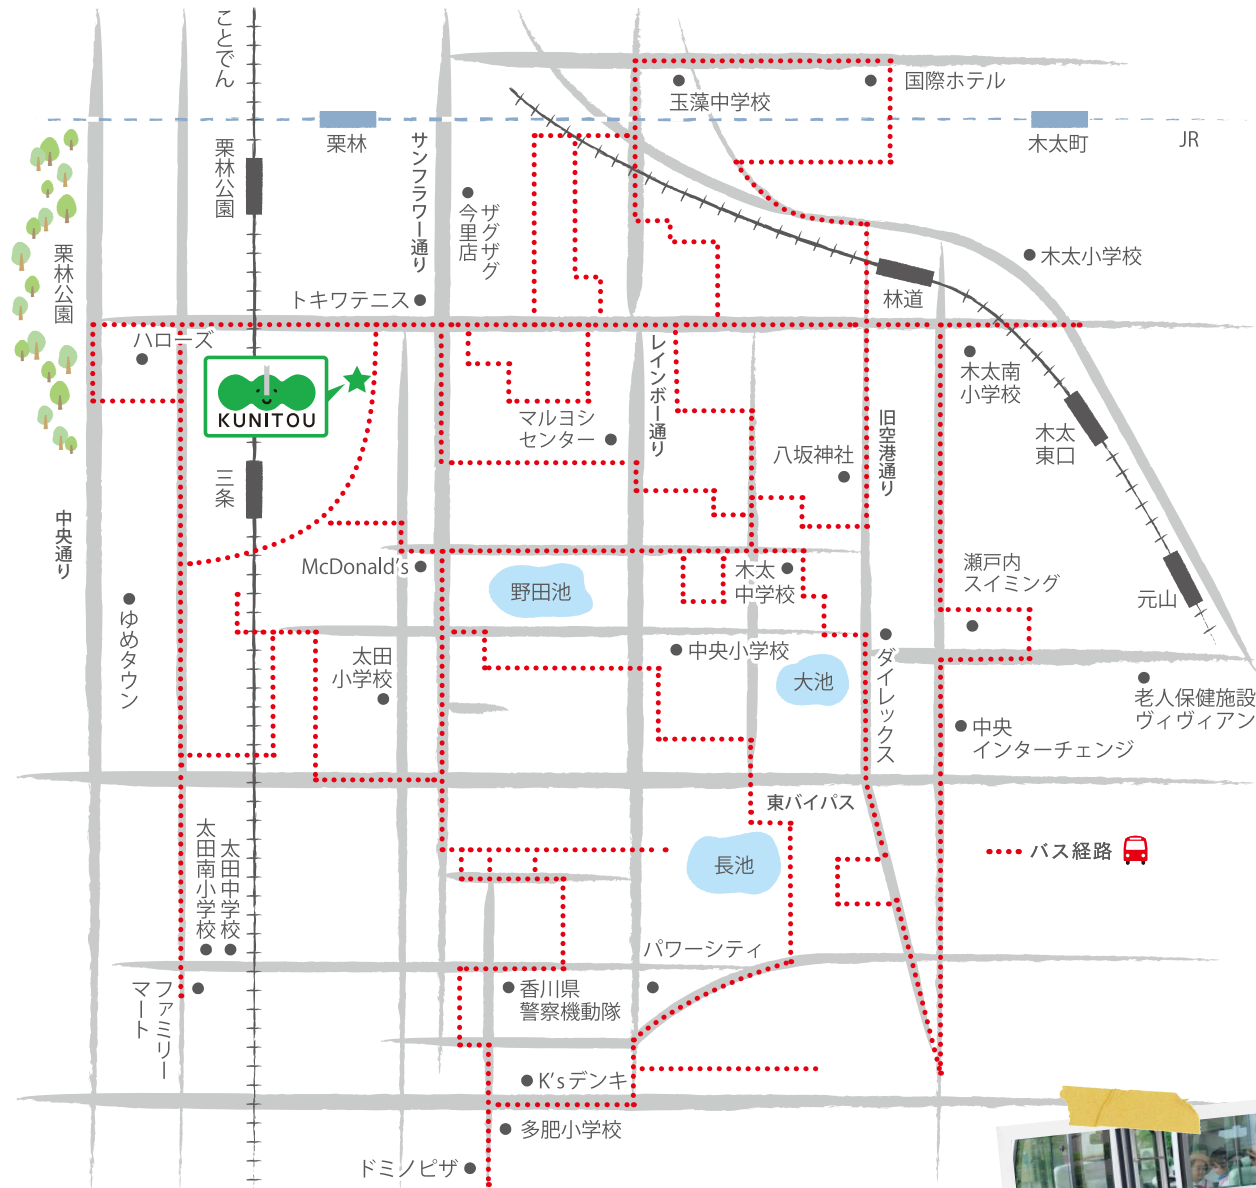 ことでん
国際ホテル
玉藻中学校
栗林
木太町
JR
栗林公園
サンフラワー通り
ザグザグ
今里店
栗林公園
木太小学校
林道
トキワテニス
ハローズ
KUNITOU
レインボー通り
マルヨシ
センター
木太南
小学校
旧空港通り
木太
東口
八坂神社
三条
中央通り
McDonald's
野田池
木太
中学校
瀬戸内
スイミング
元山
ゆめタウン
太田
小学校
中央小学校
大池
ダイレックス
老人保健施設
ヴィヴィアン
中央
インターチェンジ
東バイパス
バス経路
長池
太田南小学校
太田中学校
パワーシティ
ファミリー
マート
香川県
警察機動隊
K'sデンキ
多肥小学校
ドミノピザ